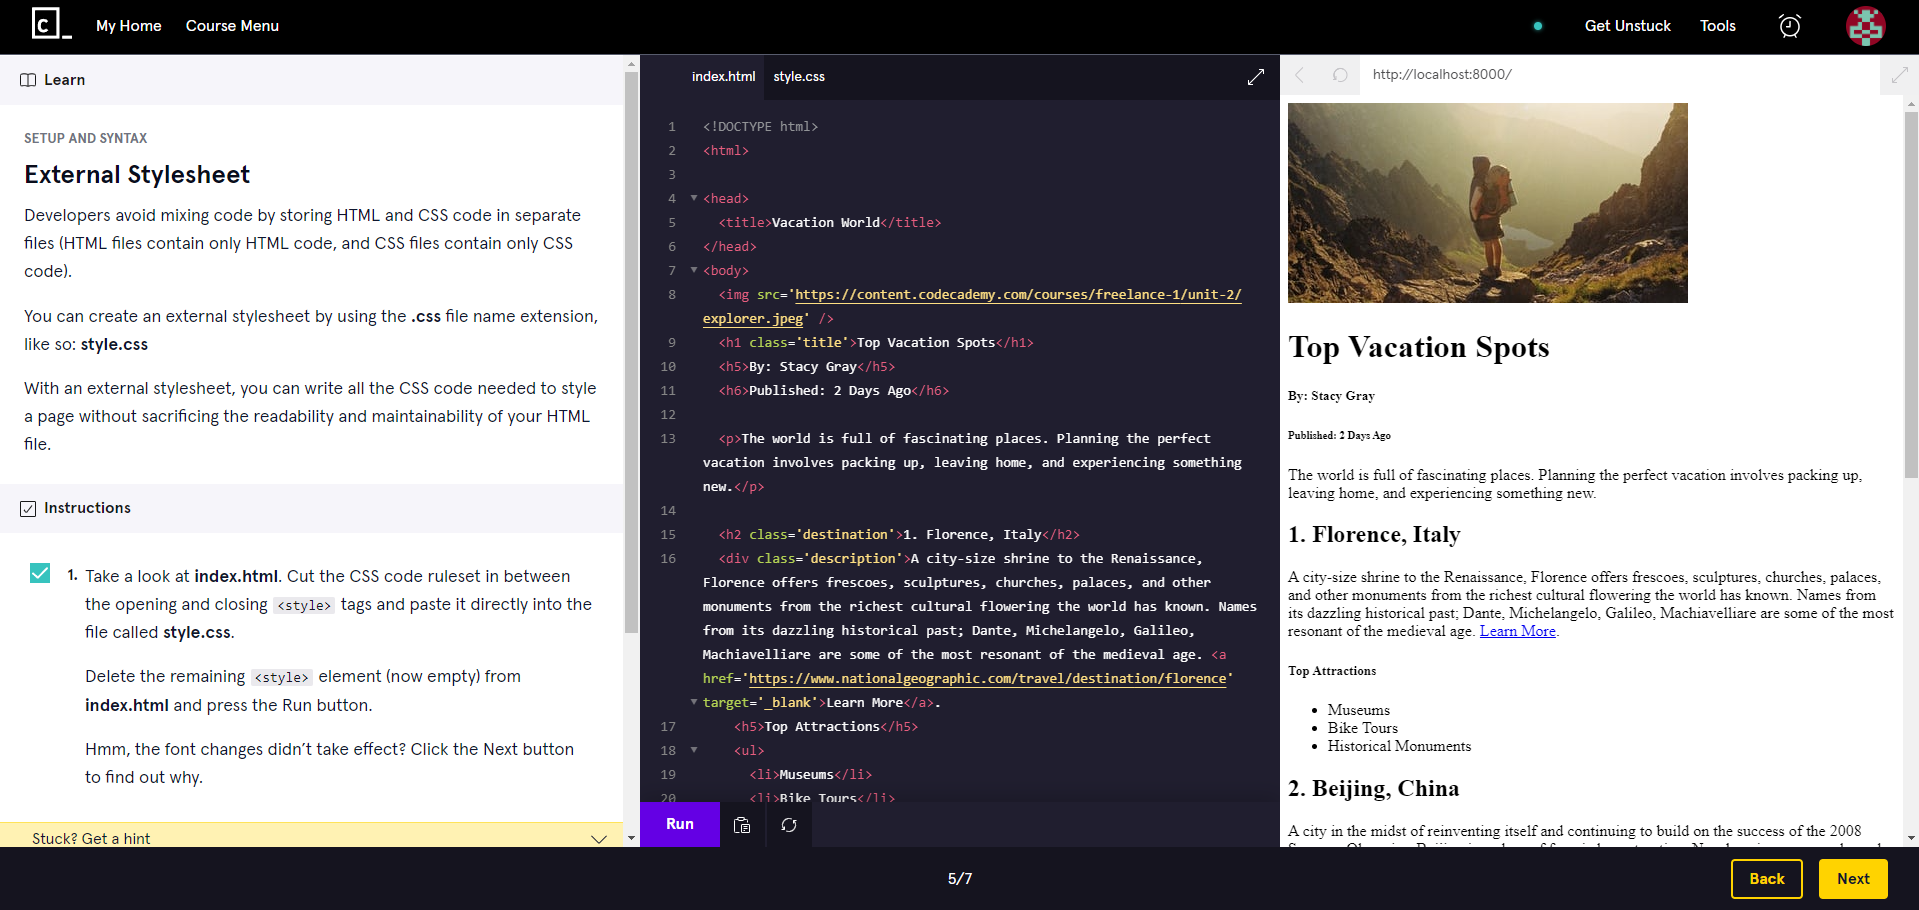 C_
My Home
Course Menu
Get Unstuck
Tools
Learn
SETUP AND SYNTAX
External Stylesheet
Developers avoid mixing code by storing HTML and CSS code in separate
files (HTML files contain only HTML code, and CSS files contain only CSS
code).
You can create an external stylesheet by using the .css file name extension,
like so: style.css
With an external stylesheet, you can write all the CSS code needed to style
a page without sacrificing the readability and maintainability of your HTML
file.
Instructions
1. Take a look at index.html. Cut the CSS code ruleset in between
the opening and closing <style> tags and paste it directly into the
file called style.css.
Delete the remaining <style> element (now empty) from
index.html and press the Run button.
Hmm, the font changes didn’t take effect? Click the Next button
to find out why.
Stuck? Get a hint
index.html
style.css
1 <!DOCTYPE html>
2 <html>
3
4 <head>
5 <title>Vacation World</title>
6 </head>
7 <body>
8 <img src='https://content.codecademy.com/courses/freelance-1/unit-2/
explorer.jpeg' />
9 <h1 class='title'>Top Vacation Spots</h1>
10 <h5>By: Stacy Gray</h5>
11 <h6>Published: 2 Days Ago</h6>
12
13 <p>The world is full of fascinating places. Planning the perfect
vacation involves packing up, leaving home, and experiencing something
new.</p>
14
15 <h2 class='destination'>1. Florence, Italy</h2>
16 <div class='description'>A city-size shrine to the Renaissance,
Florence offers frescoes, sculptures, churches, palaces, and other
monuments from the richest cultural flowering the world has known. Names
from its dazzling historical past; Dante, Michelangelo, Galileo,
Machiavelliare are some of the most resonant of the medieval age. <a
href='https://www.nationalgeographic.com/travel/destination/florence'
target='_blank'>Learn More</a>.
17 <h5>Top Attractions</h5>
18 <ul>
19 <li>Museums</li>
20 <li>Bike Tours</li>
Run
http://localhost:8000/
Top Vacation Spots
By: Stacy Gray
Published: 2 Days Ago
The world is full of fascinating places. Planning the perfect vacation involves packing up,
leaving home, and experiencing something new.
1. Florence, Italy
A city-size shrine to the Renaissance, Florence offers frescoes, sculptures, churches, palaces,
and other monuments from the richest cultural flowering the world has known. Names from
its dazzling historical past; Dante, Michelangelo, Galileo, Machiavelliare are some of the most
resonant of the medieval age. Learn More.
Top Attractions
Museums
Bike Tours
Historical Monuments
2. Beijing, China
A city in the midst of reinventing itself and continuing to build on the success of the 2008
5/7
Back
Next